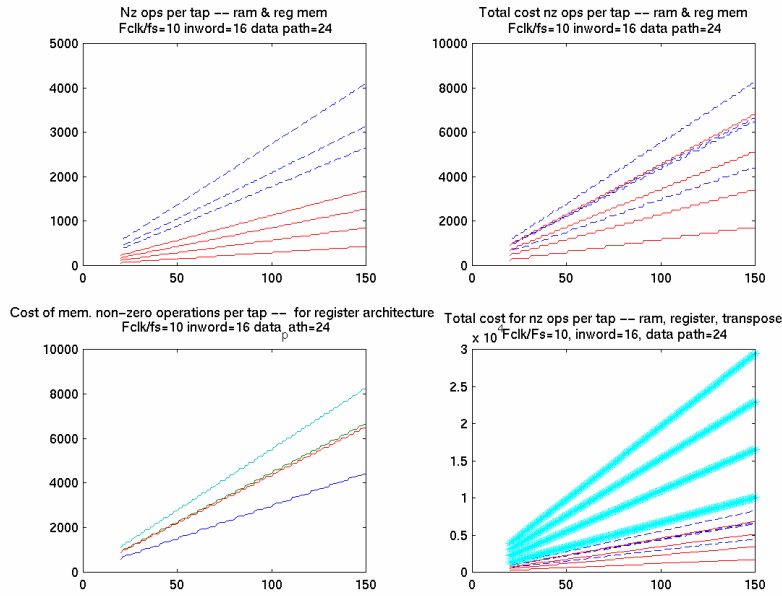 Nz ops per tap -- ram & reg mem
Fclk/fs=10 inword=16 data path=24
5000
4000
3000
2000
1000
0
0 50 100 150
Total cost nz ops per tap -- ram & reg mem
Fclk/fs=10 inword=16 data path=24
10000
8000
6000
4000
2000
0
0 50 100 150
Cost of mem. non-zero operations per tap -- for register architecture
Fclk/fs=10 inword=16 data_path=24
10000
8000
6000
4000
2000
0
0 50 100 150
Total cost for nz ops per tap -- ram, register, transpose
Fclk/Fs=10, inword=16, data path=24
x 10^4
3
2.5
2
1.5
1
0.5
0
0 50 100 150